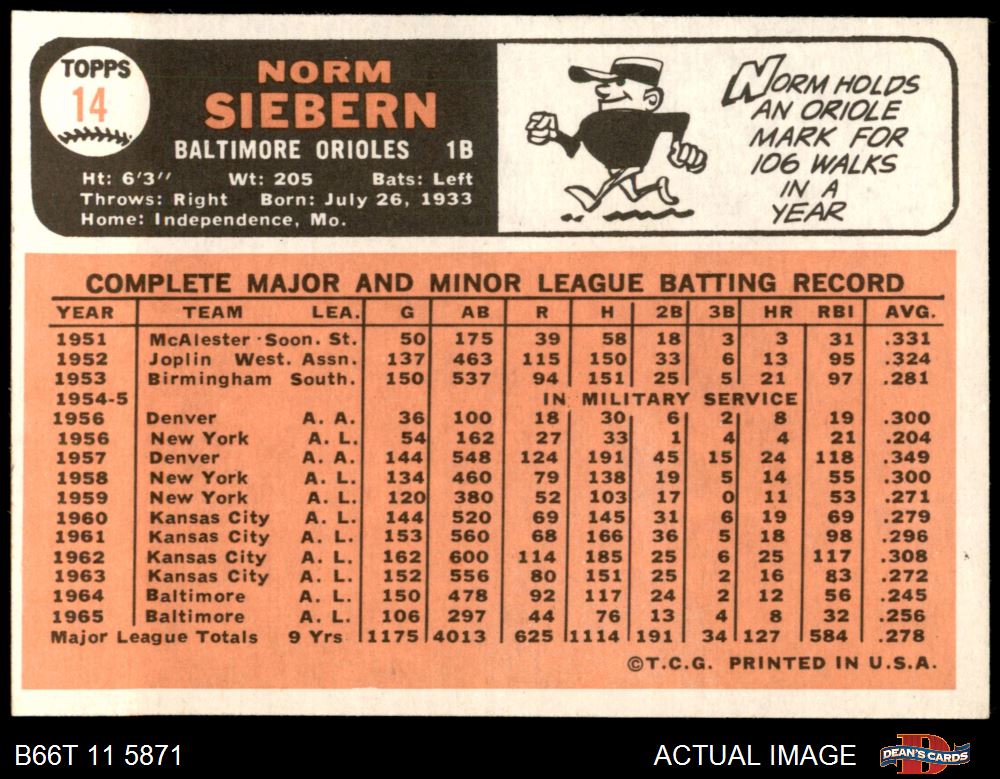 TOPPS
14
NORM
SIEBERN
BALTIMORE ORIOLES 1B
Ht: 6'3" Wt: 205 Bats: Left
Throws: Right Born: July 26, 1933
Home: Independence, Mo.
NORM HOLDS
AN ORIOLE
MARK FOR
106 WALKS
IN A
YEAR
COMPLETE MAJOR AND MINOR LEAGUE BATTING RECORD
YEAR TEAM LEA. G AB R H 2B 3B HR RBI AVG.
1951 McAlester Soon. St. 50 175 39 58 18 3 3 31 .331
1952 Joplin West. Assn. 137 463 115 150 33 6 13 95 .324
1953 Birmingham South. 150 537 94 151 25 5 21 97 .281
1954-5 IN MILITARY SERVICE
1956 Denver A. A. 36 100 18 30 6 2 8 19 .300
1956 New York A. L. 54 162 27 33 1 4 4 21 .204
1957 Denver A. A. 144 548 124 191 45 15 24 118 .349
1958 New York A. L. 134 460 79 138 19 5 14 55 .300
1959 New York A. L. 120 380 52 103 17 0 11 53 .271
1960 Kansas City A. L. 144 520 69 145 31 6 19 69 .279
1961 Kansas City A. L. 153 560 68 166 36 5 18 98 .296
1962 Kansas City A. L. 162 600 114 185 25 6 25 117 .308
1963 Kansas City A. L. 152 556 80 151 25 2 16 83 .272
1964 Baltimore A. L. 150 478 92 117 24 2 12 56 .245
1965 Baltimore A. L. 106 297 44 76 13 4 8 32 .256
Major League Totals 9 Yrs 1175 4013 625 1114 191 34 127 584 .278
©T.C.G. PRINTED IN U.S.A.
B66T 11 5871 ACTUAL IMAGE
D
DEAN'S CARDS